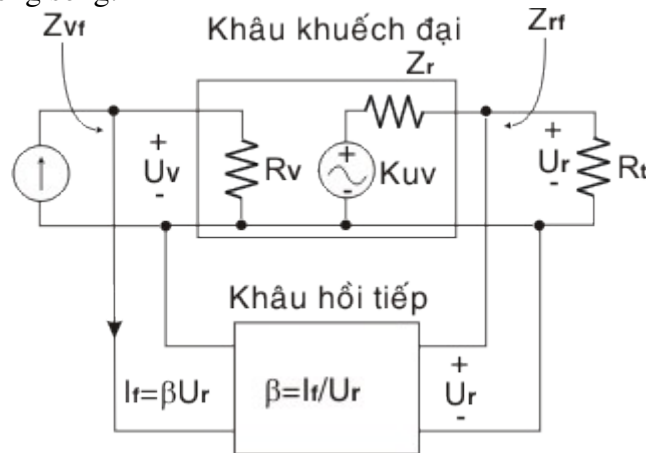 Zvf
Khâu khuếch đại
Zrf
Zr
+
Uv
-
Rv
+
-
Kuv
+
Ur
-
Rt
Khâu hồi tiếp
If=βUr
β=If/Ur
+
Ur
-